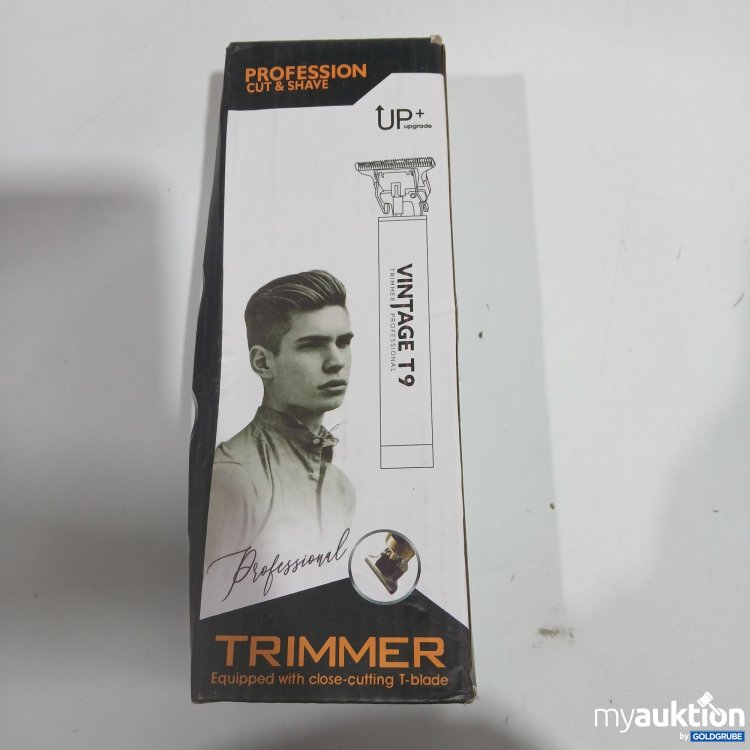 PROFESSION
CUT & SHAVE
UP+
upgrade
VINTAGE T9
TRIMMER PROFESSIONAL
Professional
TRIMMER
Equipped with close-cutting T-blade
myauktion
by GOLDGRUBE